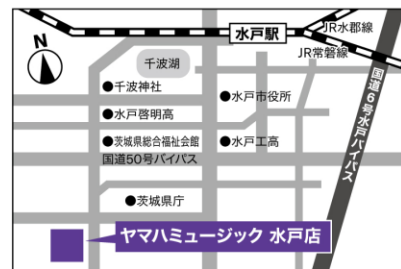 N
水戸駅
JR水郡線
JR常磐線
千波湖
●千波神社
●水戸市役所
●水戸啓明高
●茨城県総合福祉会館
●水戸工高
国道50号バイパス
国道6号水戸バイパス
●茨城県庁
ヤマハミュージック 水戸店